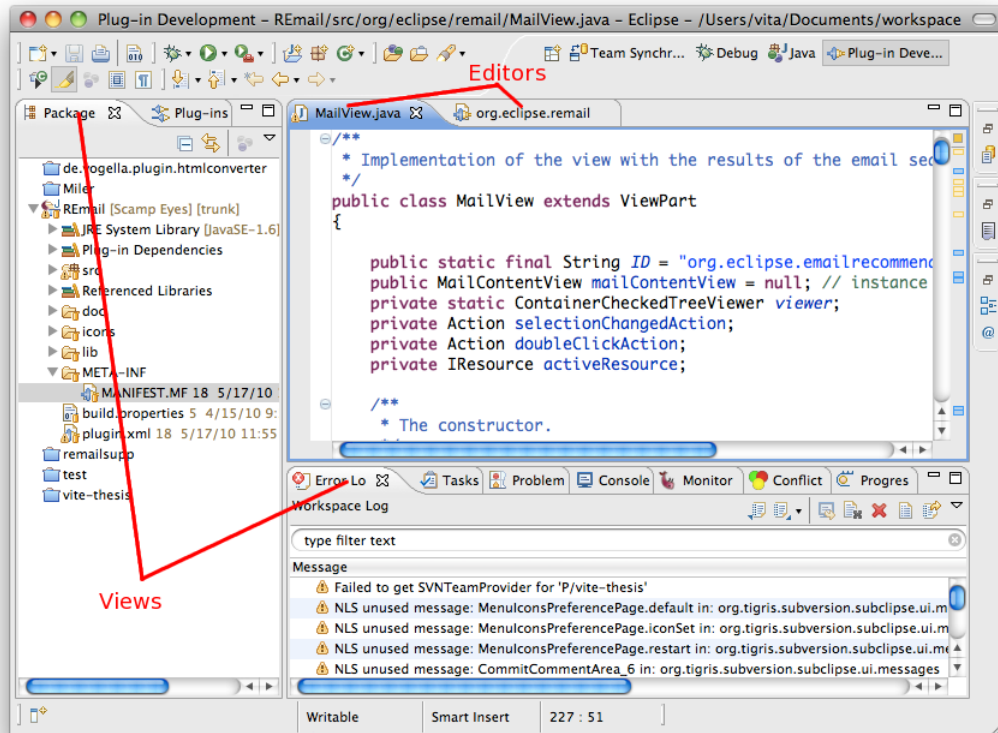 Plug-in Development - REmail/src/org/eclipse/remail/MailView.java - Eclipse - /Users/vita/Documents/workspace
Team Synchr... Debug Java Plug-in Deve...
Editors
Package Plug-ins
de.vogella.plugin.htmlconverter
Miler
REmail [Scamp Eyes] [trunk]
JRE System Library [JavaSE-1.6]
Plug-in Dependencies
src
Referenced Libraries
doc
icons
lib
META-INF
MANIFEST.MF 18 5/17/10
build.properties 5 4/15/10 9:
plugin.xml 18 5/17/10 11:55
remailsupp
test
vite-thesis
Views
MailView.java org.eclipse.remail
/**
* Implementation of the view with the results of the email sec
*/
public class MailView extends ViewPart
{
public static final String ID = "org.eclipse.emailrecommend
public MailContentView mailContentView = null; // instance
private static ContainerCheckedTreeViewer viewer;
private Action selectionChangedAction;
private Action doubleClickAction;
private IResource activeResource;
/**
* The constructor.
Error Lo Tasks Problem Console Monitor Conflict Progres
Workspace Log
type filter text
Message
Failed to get SVNTeamProvider for 'P/vite-thesis'
NLS unused message: MenuIconsPreferencePage.default in: org.tigris.subversion.subclipse.ui.m
NLS unused message: MenuIconsPreferencePage.iconSet in: org.tigris.subversion.subclipse.ui.m
NLS unused message: MenuIconsPreferencePage.restart in: org.tigris.subversion.subclipse.ui.me
NLS unused message: CommitCommentArea_6 in: org.tigris.subversion.subclipse.ui.messages
Writable Smart Insert 227 : 51